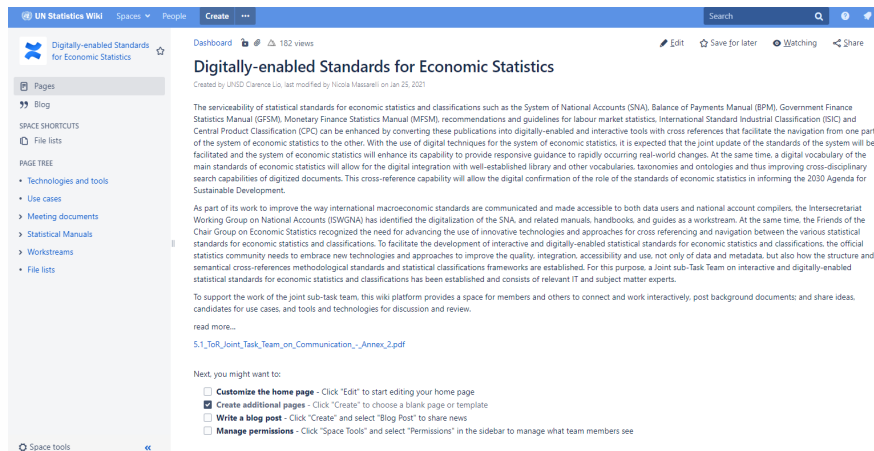 UN Statistics Wiki Spaces People Create ••• Search
Digitally-enabled Standards
for Economic Statistics
Pages
Blog
SPACE SHORTCUTS
File lists
PAGE TREE
Technologies and tools
Use cases
Meeting documents
Statistical Manuals
Workstreams
File lists
Space tools
Dashboard 182 views Edit Save for later Watching Share
Digitally-enabled Standards for Economic Statistics
Created by UNSD Clarence Lio, last modified by Nicola Massarelli on Jan 25, 2021
The serviceability of statistical standards for economic statistics and classifications such as the System of National Accounts (SNA), Balance of Payments Manual (BPM), Government Finance
Statistics Manual (GFSM), Monetary Finance Statistics Manual (MFSM), recommendations and guidelines for labour market statistics, International Standard Industrial Classification (ISIC) and
Central Product Classification (CPC) can be enhanced by converting these publications into digitally-enabled and interactive tools with cross references that facilitate the navigation from one part
of the system of economic statistics to the other. With the use of digital techniques for the system of economic statistics, it is expected that the joint update of the standards of the system will be
facilitated and the system of economic statistics will enhance its capability to provide responsive guidance to rapidly occurring real-world changes. At the same time, a digital vocabulary of the
main standards of economic statistics will allow for the digital integration with well-established library and other vocabularies, taxonomies and ontologies and thus improving cross-disciplinary
search capabilities of digitized documents. This cross-reference capability will allow the digital confirmation of the role of the standards of economic statistics in informing the 2030 Agenda for
Sustainable Development.
As part of its work to improve the way international macroeconomic standards are communicated and made accessible to both data users and national account compilers, the Intersecretariat
Working Group on National Accounts (ISWGNA) has identified the digitalization of the SNA, and related manuals, handbooks, and guides as a workstream. At the same time, the Friends of the
Chair Group on Economic Statistics recognized the need for advancing the use of innovative technologies and approaches for cross referencing and navigation between the various statistical
standards for economic statistics and classifications. To facilitate the development of interactive and digitally-enabled statistical standards for economic statistics and classifications, the official
statistics community needs to embrace new technologies and approaches to improve the quality, integration, accessibility and use, not only of data and metadata, but also how the structure and
semantical cross-references methodological standards and statistical classifications frameworks are established. For this purpose, a Joint sub-Task Team on interactive and digitally-enabled
statistical standards for economic statistics and classifications has been established and consists of relevant IT and subject matter experts.
To support the work of the joint sub-task team, this wiki platform provides a space for members and others to connect and work interactively, post background documents; and share ideas,
candidates for use cases, and tools and technologies for discussion and review.
read more...
5.1_ToR_Joint_Task_Team_on_Communication_-_Annex_2.pdf
Next, you might want to:
Customize the home page - Click "Edit" to start editing your home page
Create additional pages - Click "Create" to choose a blank page or template
Write a blog post - Click "Create" and select "Blog Post" to share news
Manage permissions - Click "Space Tools" and select "Permissions" in the sidebar to manage what team members see